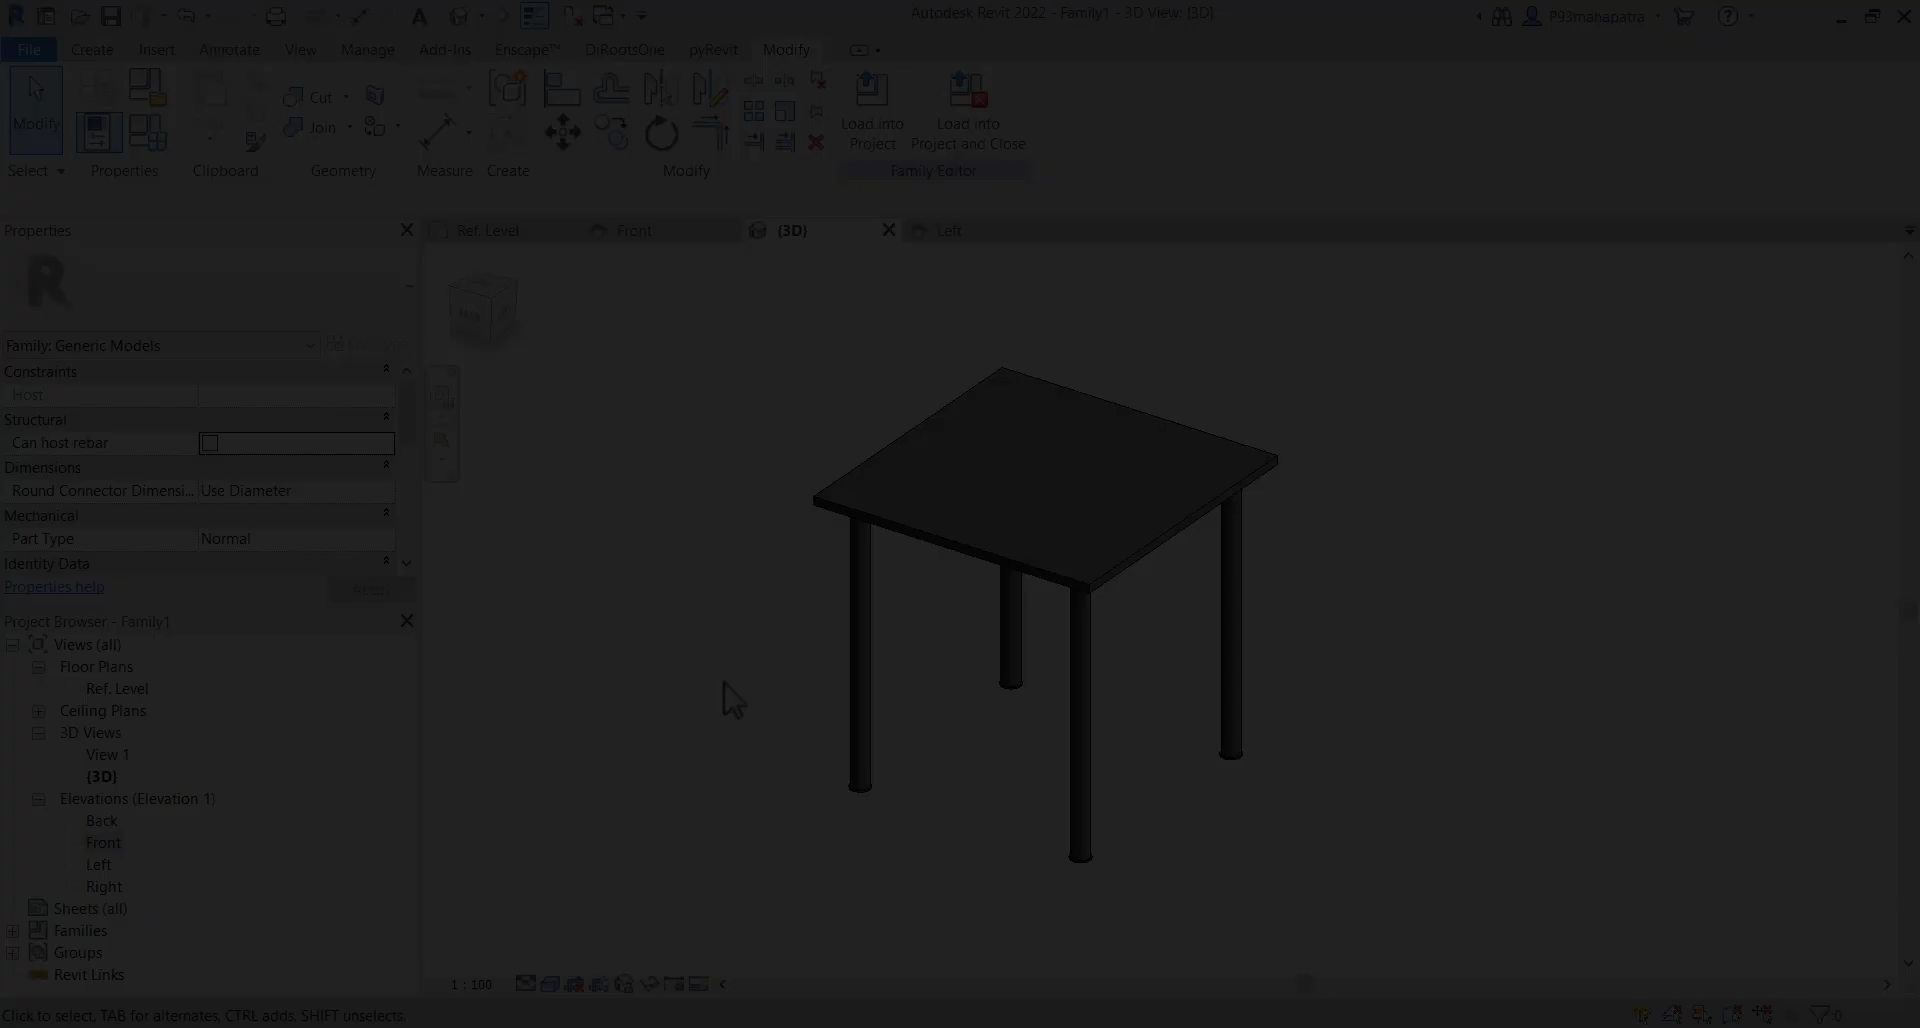 Autodesk Revit 2022 - Family1 - 3D View: {3D}
P93mahapatra
File Create Insert Annotate View Manage Add-Ins Enscape™ DiRootsOne pyRevit Modify
Modify
Cut
Join
Load into Project
Load into Project and Close
Select Properties Clipboard Geometry Measure Create Modify Family Editor
Properties
Ref. Level Front {3D} Left
Family: Generic Models
Constraints
Host
Structural
Can host rebar
Dimensions
Round Connector Dimensi... Use Diameter
Mechanical
Part Type Normal
Identity Data
Properties help
Project Browser - Family1
Views (all)
Floor Plans
Ref. Level
Ceiling Plans
3D Views
View 1
{3D}
Elevations (Elevation 1)
Back
Front
Left
Right
Sheets (all)
Families
Groups
Revit Links
1 : 100
Click to select, TAB for alternates, CTRL adds, SHIFT unselects.
:0